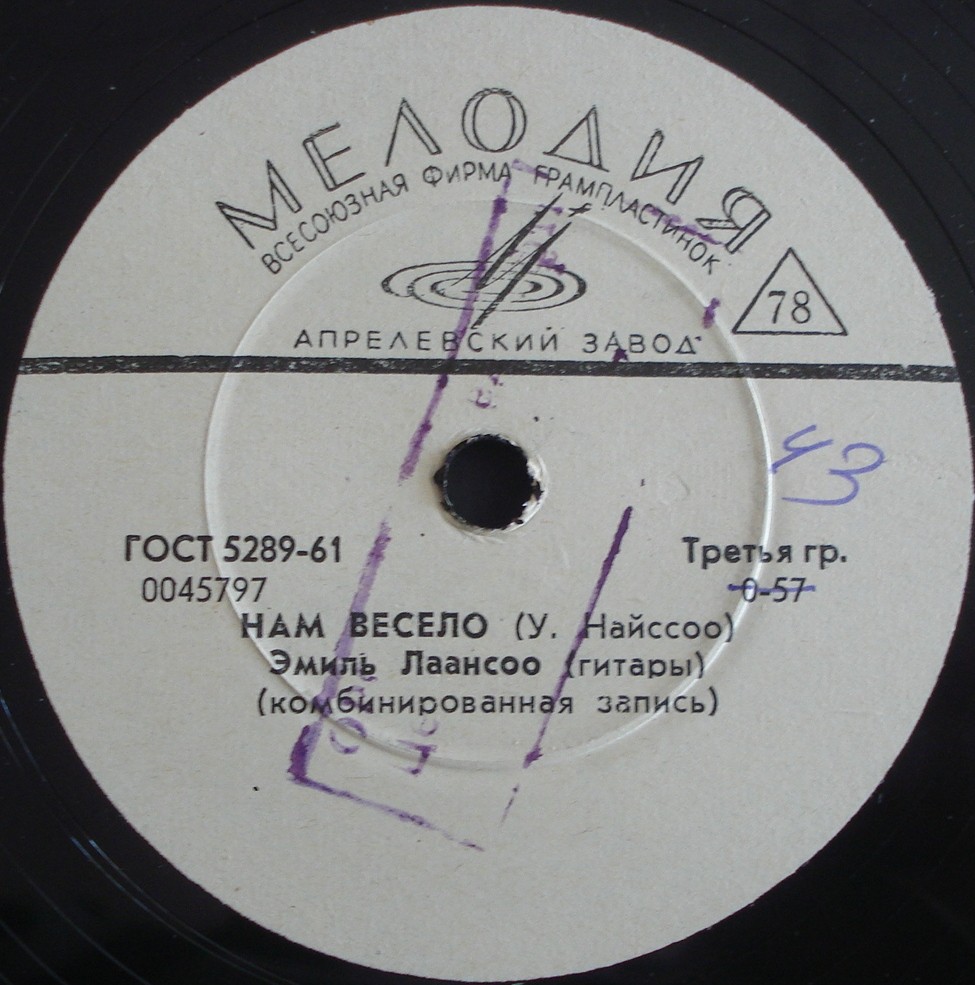 МЕЛОДИЯ
ВСЕСОЮЗНАЯ ФИРМА ГРАМПЛАСТИНОК
78
АПРЕЛЕВСКИЙ ЗАВОД
ГОСТ 5289-61
Третья гр.
0045797
0-57
НАМ ВЕСЕЛО (У. Найссоо)
Эмиль Лаансоо (гитары)
(комбинированная запись)